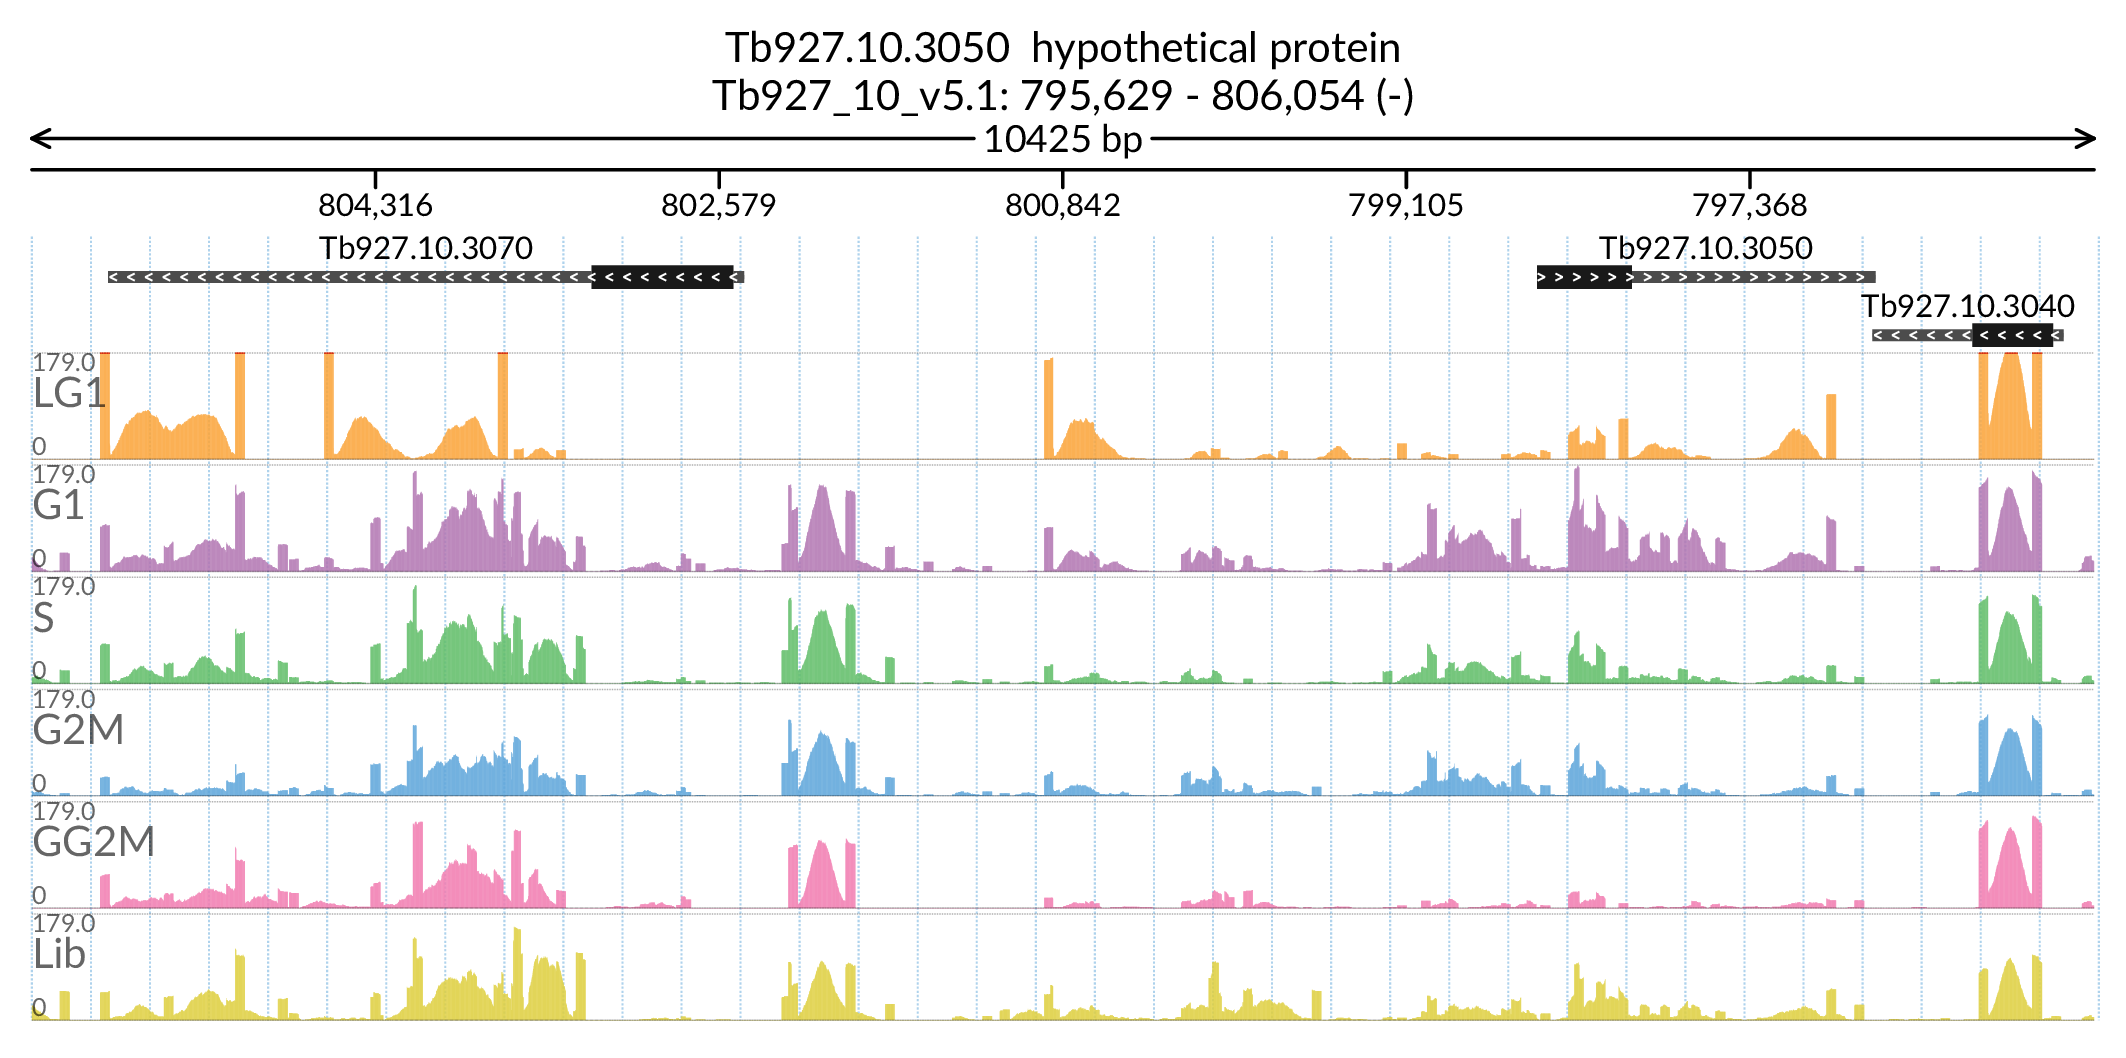 Tb927.10.3050  hypothetical protein
Tb927_10_v5.1: 795,629 - 806,054 (-)
10425 bp
804,316 802,579 800,842 799,105 797,368
Tb927.10.3070 Tb927.10.3050
Tb927.10.3040
179.0
LG1
0
179.0
G1
0
179.0
S
0
179.0
G2M
0
179.0
GG2M
0
179.0
Lib
0